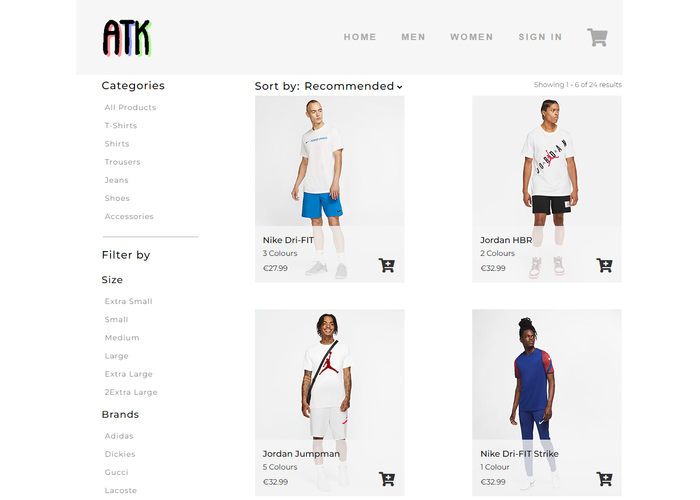 ATK
HOME MEN WOMEN SIGN IN
Categories
All Products
T-Shirts
Shirts
Trousers
Jeans
Shoes
Accessories
Filter by
Size
Extra Small
Small
Medium
Large
Extra Large
2Extra Large
Brands
Adidas
Dickies
Gucci
Lacoste
Sort by: Recommended
Showing 1 - 6 of 24 results
Nike Dri-FIT
3 Colours
€27.99
JORDAN
Jordan HBR
2 Colours
€32.99
Jordan Jumpman
5 Colours
€32.99
Nike Dri-FIT Strike
1 Colour
€32.99